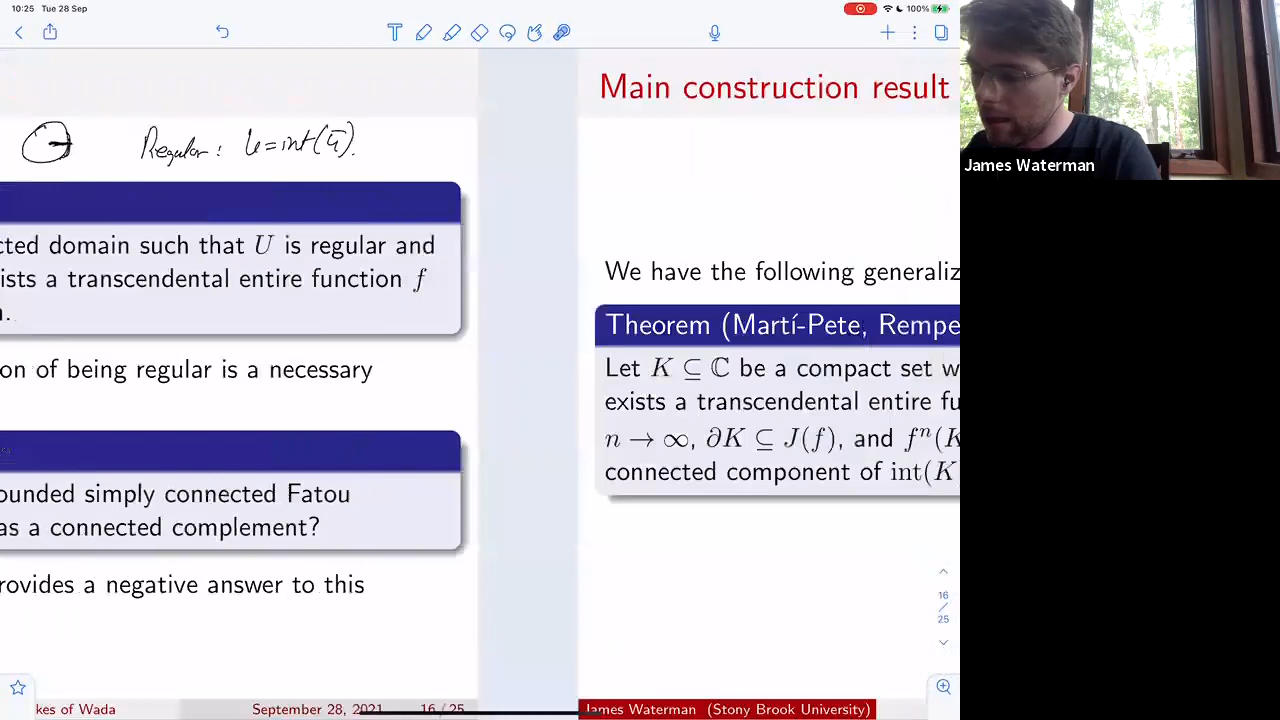 10:25 Tue 28 Sep
100%
Regular : U=int(Ū).
cted domain such that U is regular and
ists a transcendental entire function f
n.
on of being regular is a necessary
ounded simply connected Fatou
as a connected complement?
rovides a negative answer to this
kes of Wada
September 28, 2021
16 / 25
Main construction result
We have the following generaliz
Theorem (Martí-Pete, Rempe
Let K ⊆ ℂ be a compact set w
exists a transcendental entire fu
n → ∞, ∂K ⊆ J(f), and fⁿ(K
connected component of int(K
16
/
25
James Waterman (Stony Brook University)
James Waterman